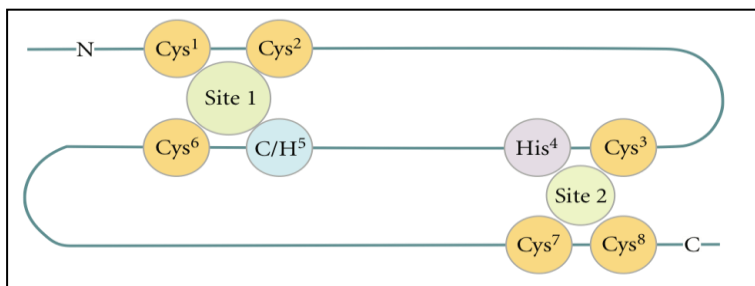 N Cys¹ Cys²
Site 1
Cys⁶ C/H⁵ His⁴ Cys³
Site 2
Cys⁷ Cys⁸ C